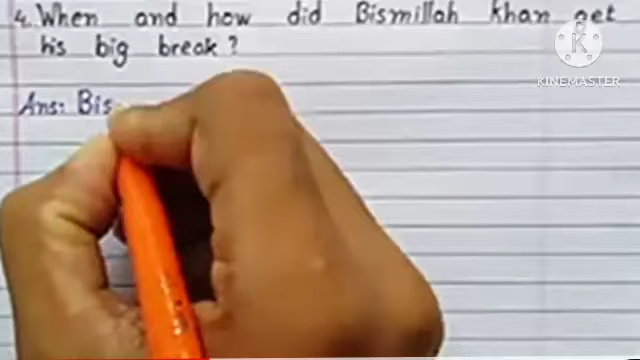 4. When and how did Bismillah Khan get
his big break?
Ans: Bis
KINEMASTER